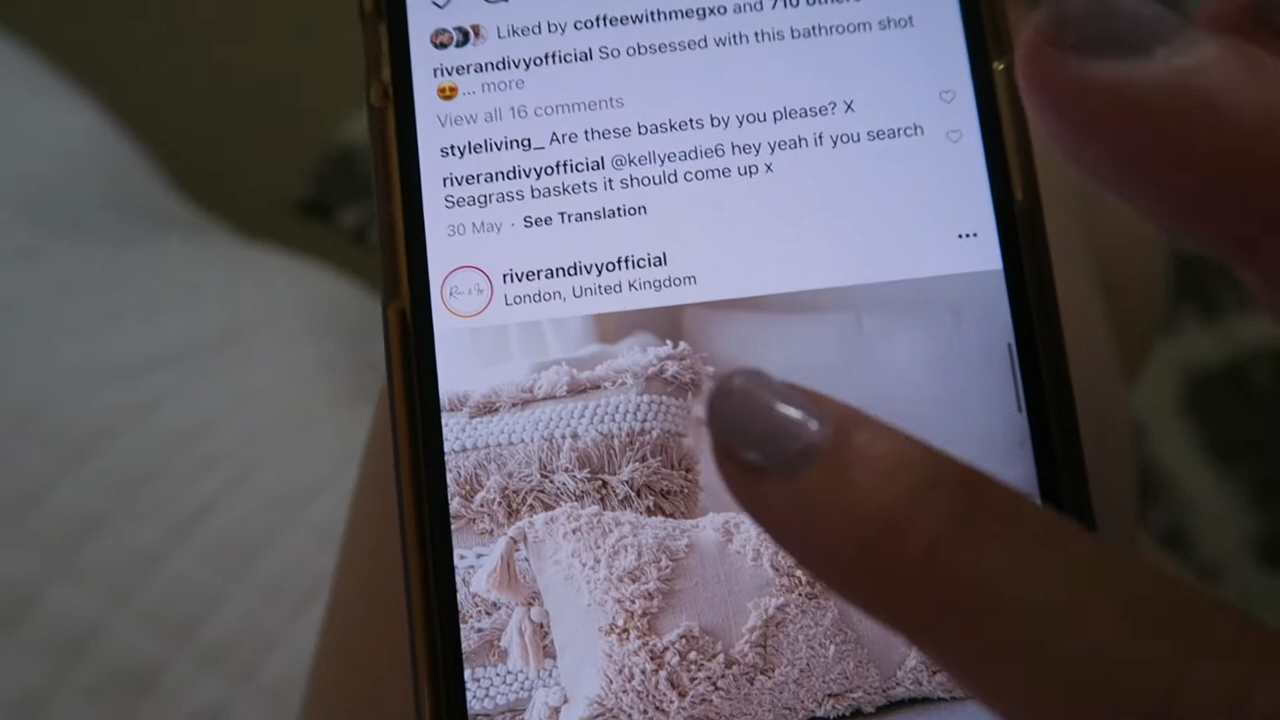 Liked by coffeewithmegxo and 710 others
riverandivyofficial So obsessed with this bathroom shot
😍... more
View all 16 comments
styleliving_ Are these baskets by you please? X
riverandivyofficial @kellyeadie6 hey yeah if you search
Seagrass baskets it should come up x
30 May · See Translation
riverandivyofficial
London, United Kingdom